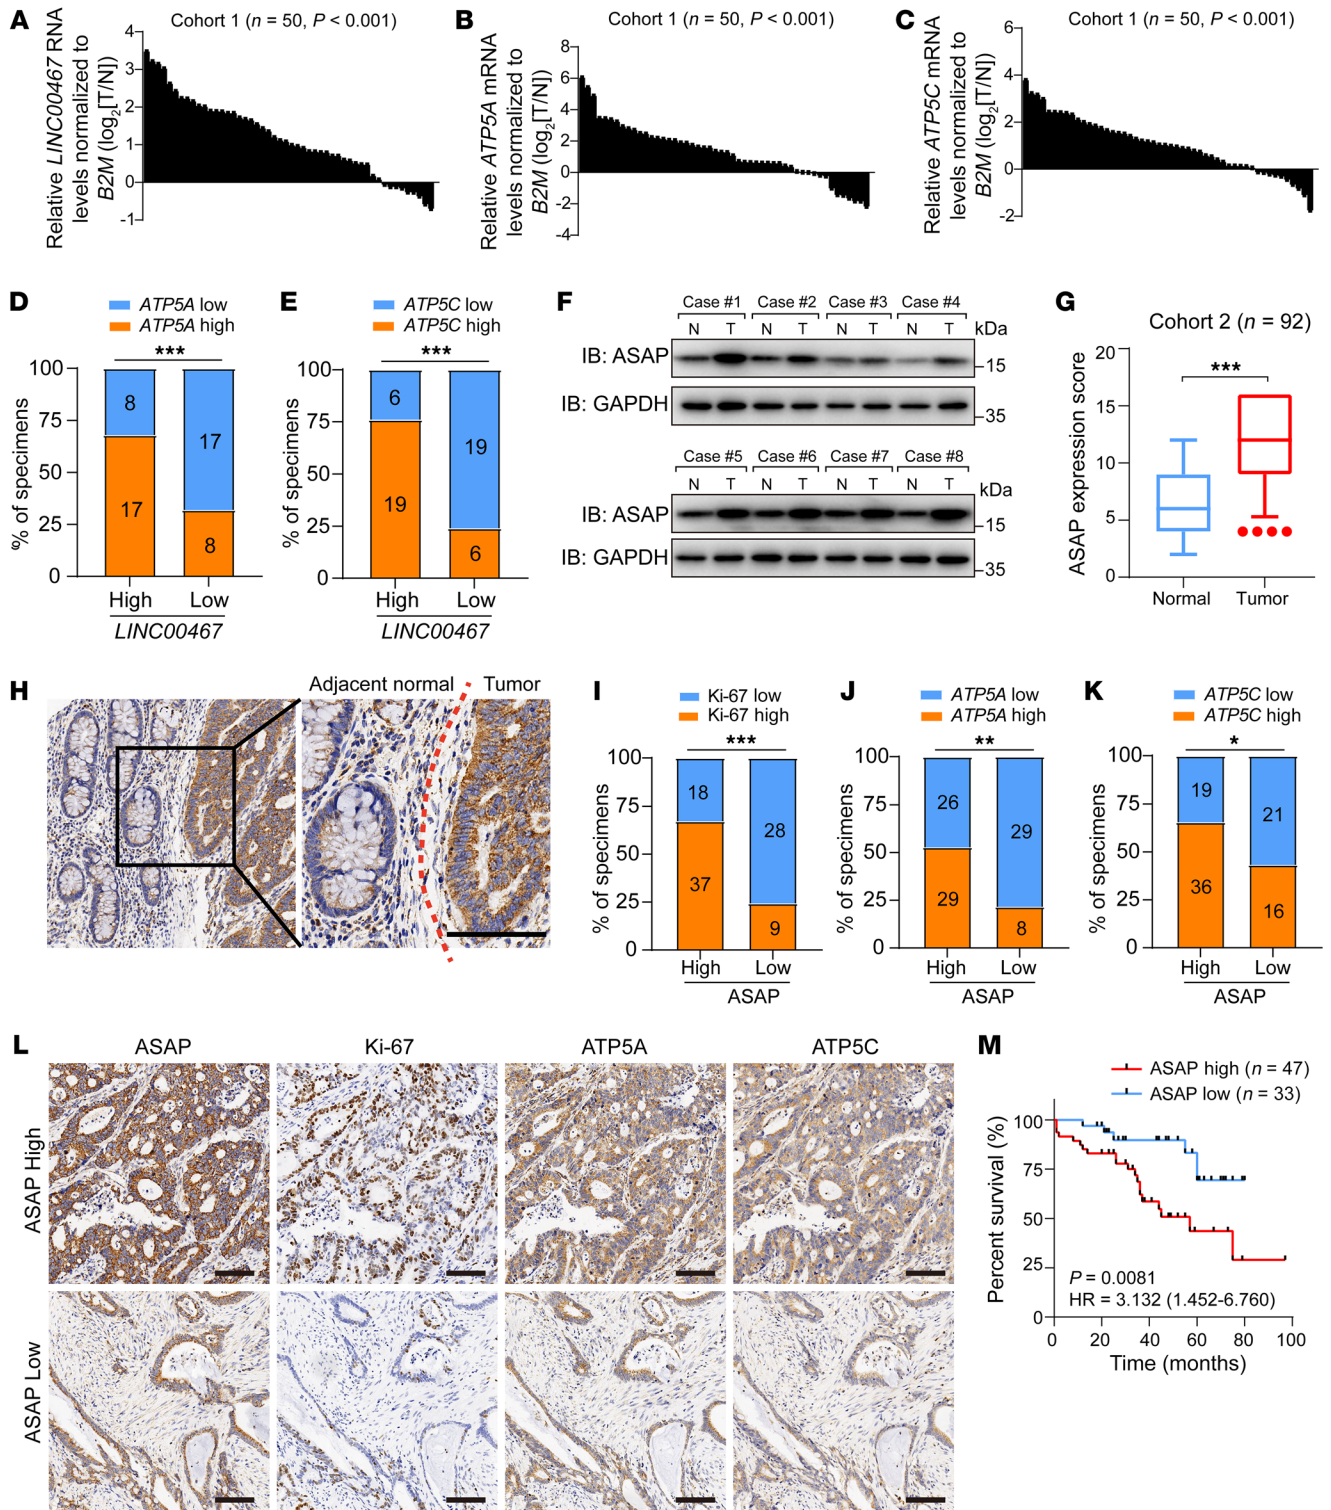 A
Cohort 1 (n = 50, P < 0.001)
Relative LINC00467 RNA
levels normalized to
B2M (log2[T/N])
4
3
2
1
0
-1
B
Cohort 1 (n = 50, P < 0.001)
Relative ATP5A mRNA
levels normalized to
B2M (log2[T/N])
8
6
4
2
0
-2
-4
C
Cohort 1 (n = 50, P < 0.001)
Relative ATP5C mRNA
levels normalized to
B2M (log2[T/N])
6
4
2
0
-2
D
ATP5A low
ATP5A high
***
% of specimens
100
75
50
25
0
8
17
17
8
High Low
LINC00467
E
ATP5C low
ATP5C high
***
% of specimens
100
75
50
25
0
6
19
19
6
High Low
LINC00467
F
Case #1 Case #2 Case #3 Case #4
N T N T N T N T kDa
IB: ASAP
15
IB: GAPDH
35
Case #5 Case #6 Case #7 Case #8
N T N T N T N T kDa
IB: ASAP
15
IB: GAPDH
35
G
Cohort 2 (n = 92)
***
ASAP expression score
20
15
10
5
0
Normal Tumor
H
Adjacent normal Tumor
I
Ki-67 low
Ki-67 high
***
% of specimens
100
75
50
25
0
18
37
28
9
High Low
ASAP
J
ATP5A low
ATP5A high
**
% of specimens
100
75
50
25
0
26
29
29
8
High Low
ASAP
K
ATP5C low
ATP5C high
*
% of specimens
100
75
50
25
0
19
36
21
16
High Low
ASAP
L
ASAP Ki-67 ATP5A ATP5C
ASAP High
ASAP Low
M
ASAP high (n = 47)
ASAP low (n = 33)
Percent survival (%)
100
75
50
25
0
P = 0.0081
HR = 3.132 (1.452-6.760)
0 20 40 60 80 100
Time (months)